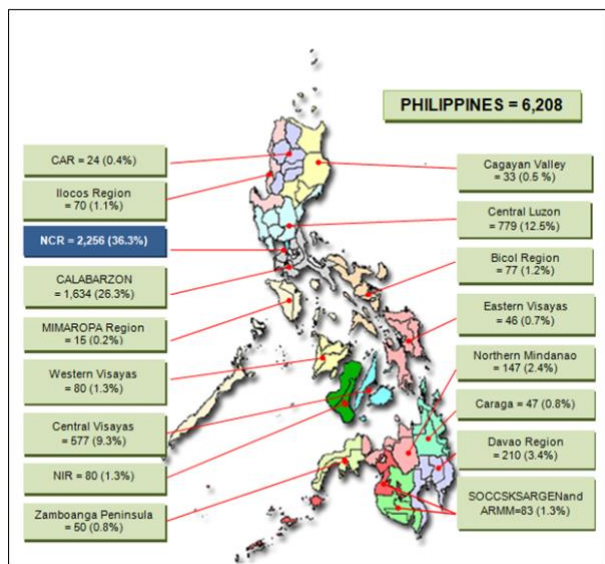 PHILIPPINES = 6,208
CAR = 24 (0.4%)
Ilocos Region
= 70 (1.1%)
NCR = 2,256 (36.3%)
CALABARZON
= 1,634 (26.3%)
MIMAROPA Region
= 15 (0.2%)
Western Visayas
= 80 (1.3%)
Central Visayas
= 577 (9.3%)
NIR = 80 (1.3%)
Zamboanga Peninsula
= 50 (0.8%)
Cagayan Valley
= 33 (0.5 %)
Central Luzon
= 779 (12.5%)
Bicol Region
= 77 (1.2%)
Eastern Visayas
= 46 (0.7%)
Northern Mindanao
= 147 (2.4%)
Caraga = 47 (0.8%)
Davao Region
= 210 (3.4%)
SOCCSKSARGENand
ARMM=83 (1.3%)